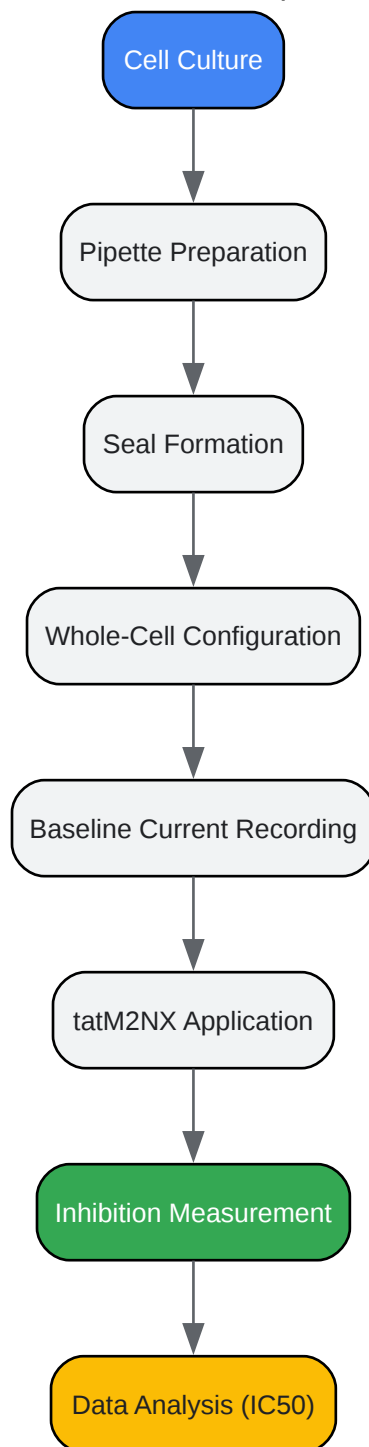 Cell Culture
Pipette Preparation
Seal Formation
Whole-Cell Configuration
Baseline Current Recording
tatM2NX Application
Inhibition Measurement
Data Analysis (IC50)